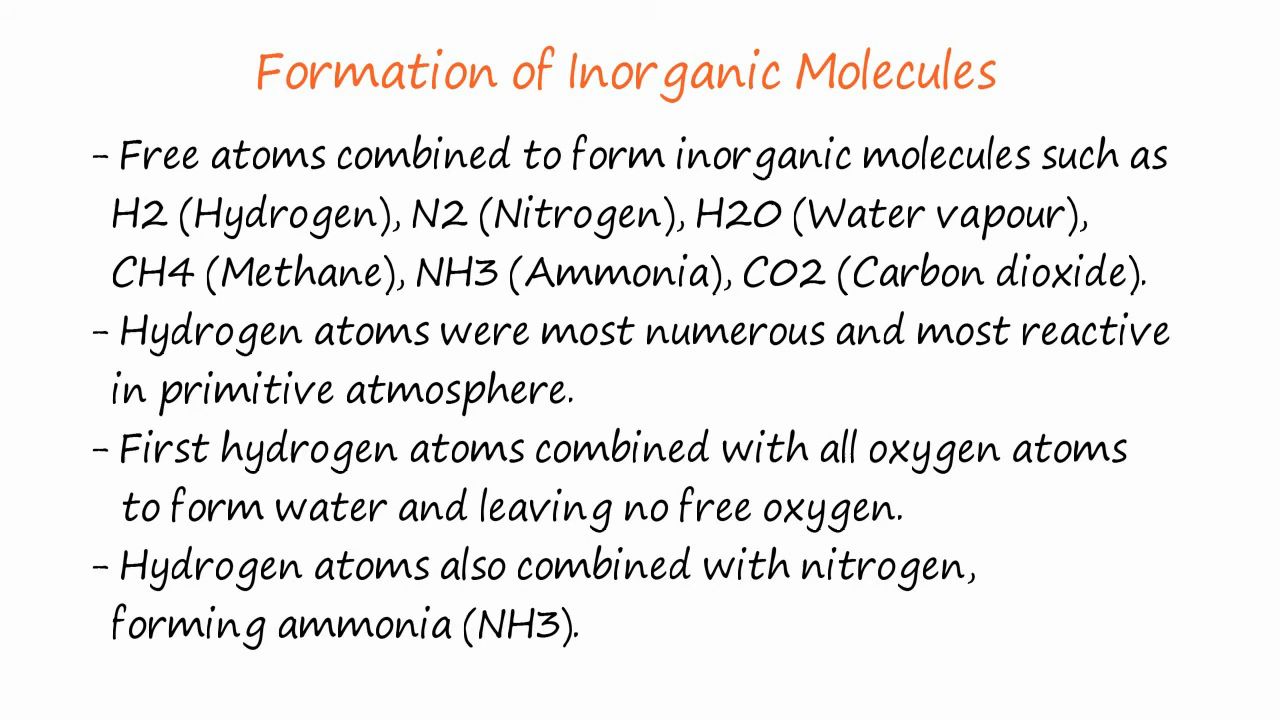 Formation of Inorganic Molecules
- Free atoms combined to form inorganic molecules such as
H2 (Hydrogen), N2 (Nitrogen), H2O (Water vapour),
CH4 (Methane), NH3 (Ammonia), CO2 (Carbon dioxide).
- Hydrogen atoms were most numerous and most reactive
in primitive atmosphere.
- First hydrogen atoms combined with all oxygen atoms
to form water and leaving no free oxygen.
- Hydrogen atoms also combined with nitrogen,
forming ammonia (NH3).